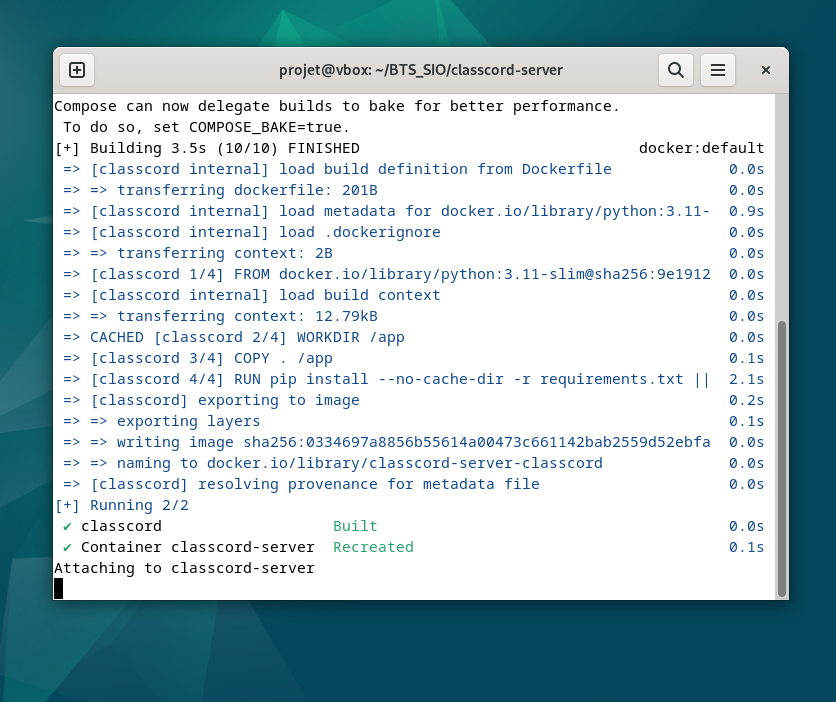 projet@vbox: ~/BTS_SIO/classcord-server
Compose can now delegate builds to bake for better performance.
To do so, set COMPOSE_BAKE=true.
[+] Building 3.5s (10/10) FINISHED docker:default
=> [classcord internal] load build definition from Dockerfile 0.0s
=> => transferring dockerfile: 201B 0.0s
=> [classcord internal] load metadata for docker.io/library/python:3.11- 0.9s
=> [classcord internal] load .dockerignore 0.0s
=> => transferring context: 2B 0.0s
=> [classcord 1/4] FROM docker.io/library/python:3.11-slim@sha256:9e1912 0.0s
=> [classcord internal] load build context 0.0s
=> => transferring context: 12.79kB 0.0s
=> CACHED [classcord 2/4] WORKDIR /app 0.0s
=> [classcord 3/4] COPY . /app 0.1s
=> [classcord 4/4] RUN pip install --no-cache-dir -r requirements.txt || 2.1s
=> [classcord] exporting to image 0.2s
=> => exporting layers 0.1s
=> => writing image sha256:0334697a8856b55614a00473c661142bab2559d52ebfa 0.0s
=> => naming to docker.io/library/classcord-server-classcord 0.0s
=> [classcord] resolving provenance for metadata file 0.0s
[+] Running 2/2
✔ classcord Built 0.0s
✔ Container classcord-server Recreated 0.1s
Attaching to classcord-server